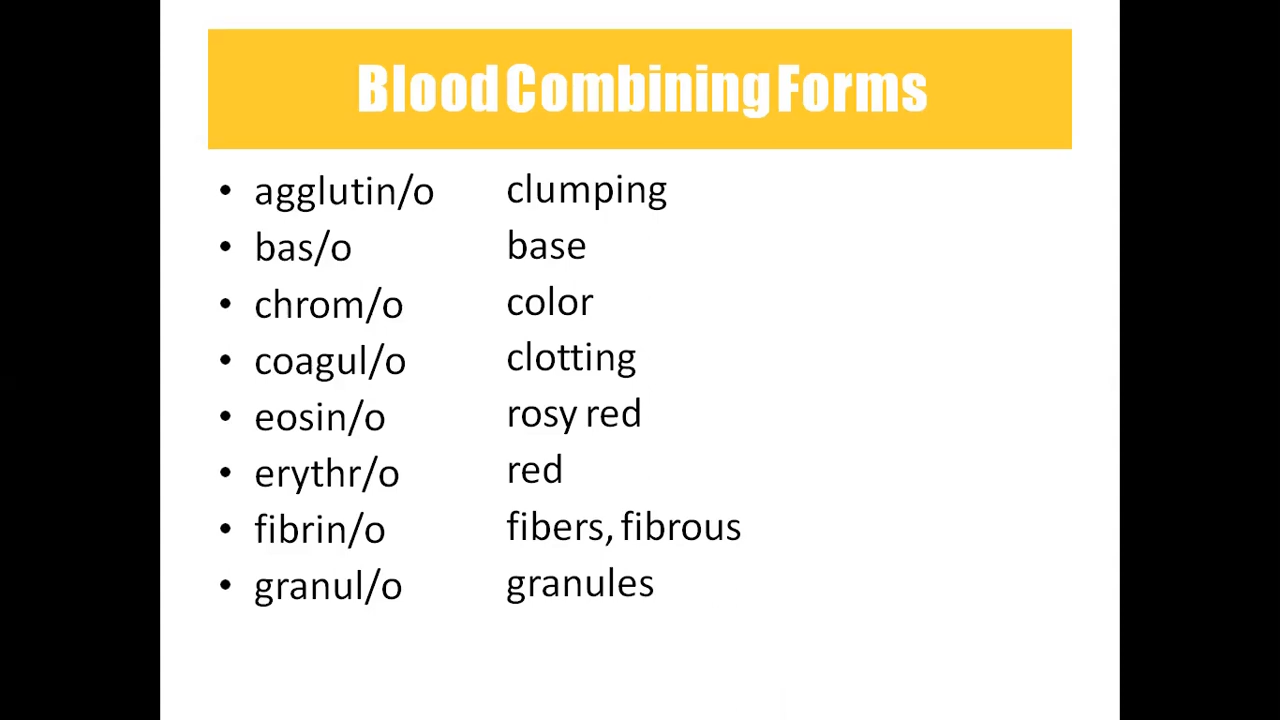 Blood Combining Forms
• agglutin/o clumping
• bas/o base
• chrom/o color
• coagul/o clotting
• eosin/o rosy red
• erythr/o red
• fibrin/o fibers, fibrous
• granul/o granules